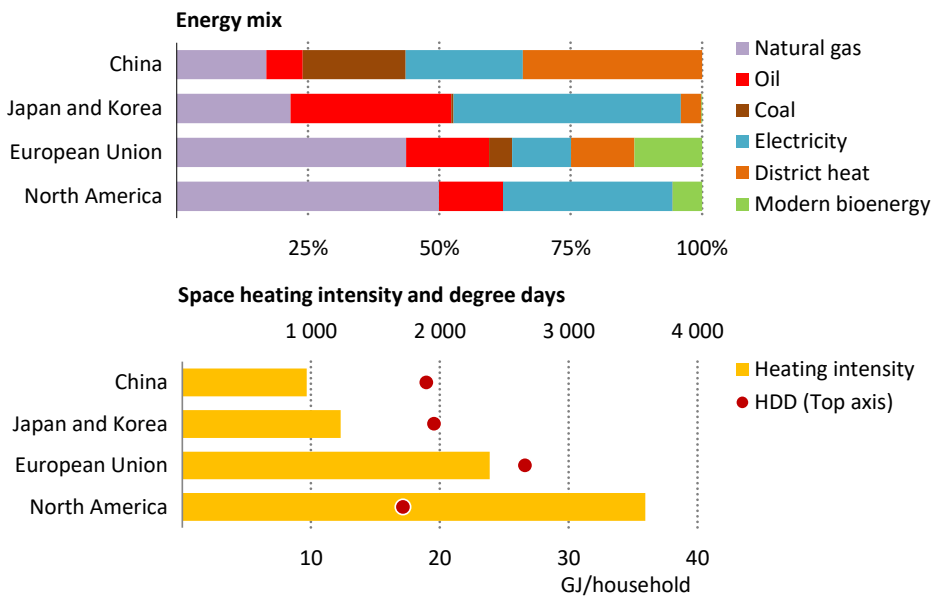 Energy mix
China
Japan and Korea
European Union
North America
25% 50% 75% 100%
Natural gas
Oil
Coal
Electricity
District heat
Modern bioenergy
Space heating intensity and degree days
1 000 2 000 3 000 4 000
China
Japan and Korea
European Union
North America
10 20 30 40
GJ/household
Heating intensity
HDD (Top axis)